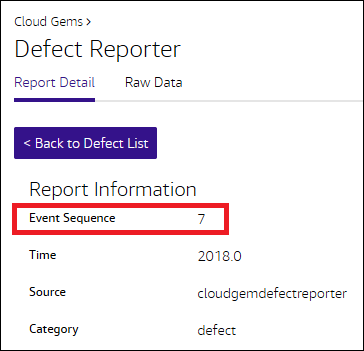 Cloud Gems >
Defect Reporter
Report Detail Raw Data
< Back to Defect List
Report Information
Event Sequence 7
Time 2018.0
Source cloudgemdefectreporter
Category defect